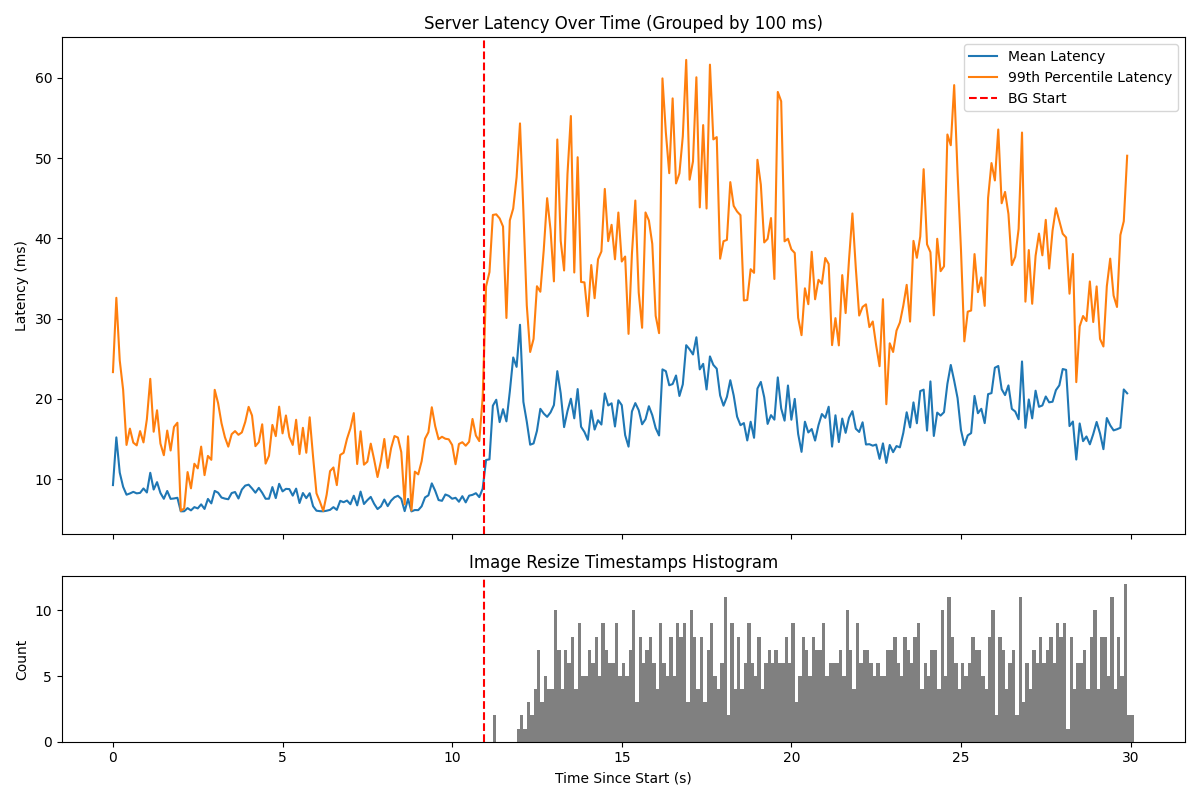 Server Latency Over Time (Grouped by 100 ms)
Mean Latency
99th Percentile Latency
BG Start
60
50
40
30
20
10
Latency (ms)
Image Resize Timestamps Histogram
10
5
0
Count
0 5 10 15 20 25 30
Time Since Start (s)